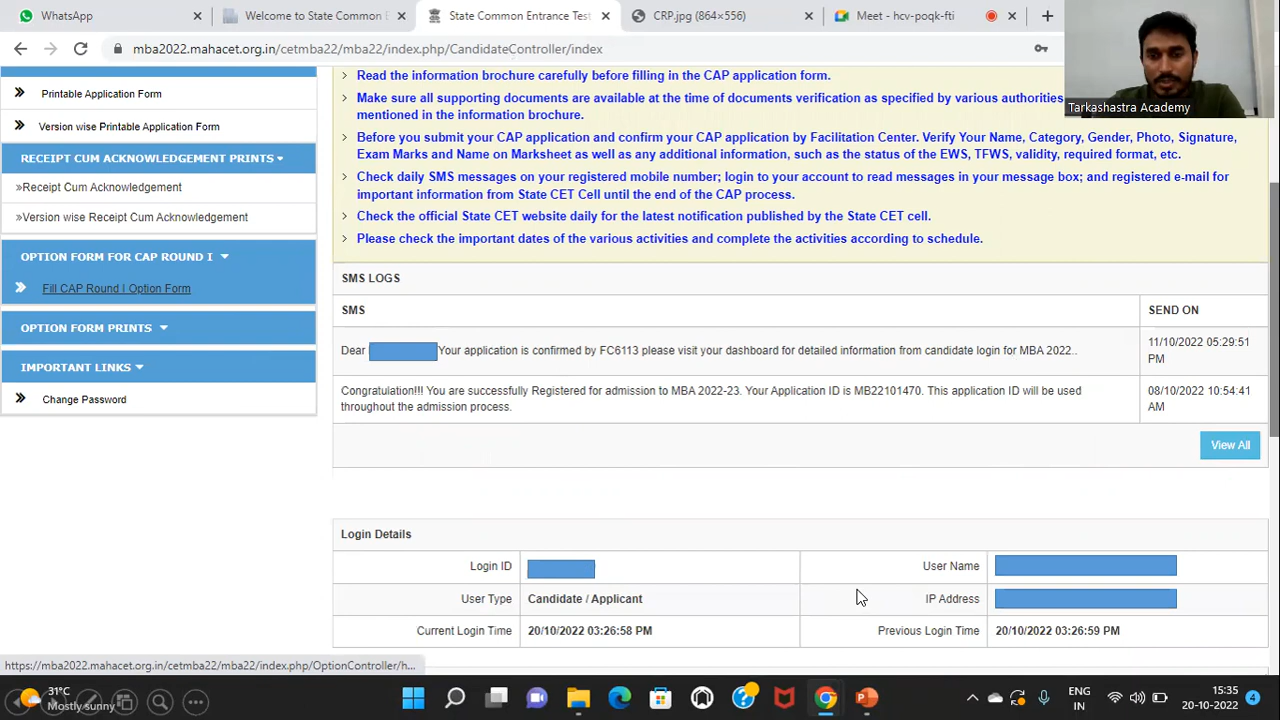 WhatsApp
Welcome to State Common E
State Common Entrance Test
CRP.jpg (864×556)
Meet - hcv-pqjk-fti
mba2022.mahacet.org.in/cetmba22/mba22/index.php/CandidateController/index
Tarkashastra Academy
Printable Application Form
Version wise Printable Application Form
RECEIPT CUM ACKNOWLEDGEMENT PRINTS
»Receipt Cum Acknowledgement
»Version wise Receipt Cum Acknowledgement
OPTION FORM FOR CAP ROUND I
Fill CAP Round I Option Form
OPTION FORM PRINTS
IMPORTANT LINKS
Change Password
Read the information brochure carefully before filling in the CAP application form.
Make sure all supporting documents are available at the time of documents verification as specified by various authorities
mentioned in the information brochure.
Before you submit your CAP application and confirm your CAP application by Facilitation Center. Verify Your Name, Category, Gender, Photo, Signature,
Exam Marks and Name on Marksheet as well as any additional information, such as the status of the EWS, TFWS, validity, required format, etc.
Check daily SMS messages on your registered mobile number; login to your account to read messages in your message box; and registered e-mail for
important information from State CET Cell until the end of the CAP process.
Check the official State CET website daily for the latest notification published by the State CET cell.
Please check the important dates of the various activities and complete the activities according to schedule.
SMS LOGS
SMS SEND ON
Dear Your application is confirmed by FC6113 please visit your dashboard for detailed information from candidate login for MBA 2022..
11/10/2022 05:29:51
PM
Congratulation!!! You are successfully Registered for admission to MBA 2022-23. Your Application ID is MB22101470. This application ID will be used
throughout the admission process.
08/10/2022 10:54:41
AM
View All
Login Details
Login ID User Name
User Type Candidate / Applicant IP Address
Current Login Time 20/10/2022 03:26:58 PM Previous Login Time 20/10/2022 03:26:59 PM
https://mba2022.mahacet.org.in/cetmba22/mba22/index.php/OptionController/h...
31°C
Mostly sunny
ENG
IN
15:35
20-10-2022
4